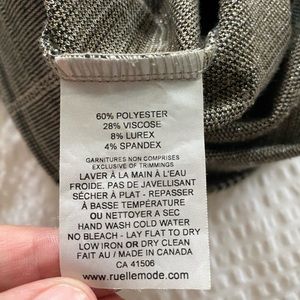 60% POLYESTER
28% VISCOSE
8% LUREX
4% SPANDEX
GARNITURES NON COMPRISES
EXCLUSIVE OF TRIMMINGS
LAVER À LA MAIN À L'EAU
FROIDE. PAS DE JAVELLISANT
SÉCHER À PLAT - REPASSER
À BASSE TEMPÉRATURE
OU NETTOYER A SEC
HAND WASH COLD WATER
NO BLEACH - LAY FLAT TO DRY
LOW IRON OR DRY CLEAN
FAIT AU / MADE IN CANADA
CA 41506
www.ruellemode.com